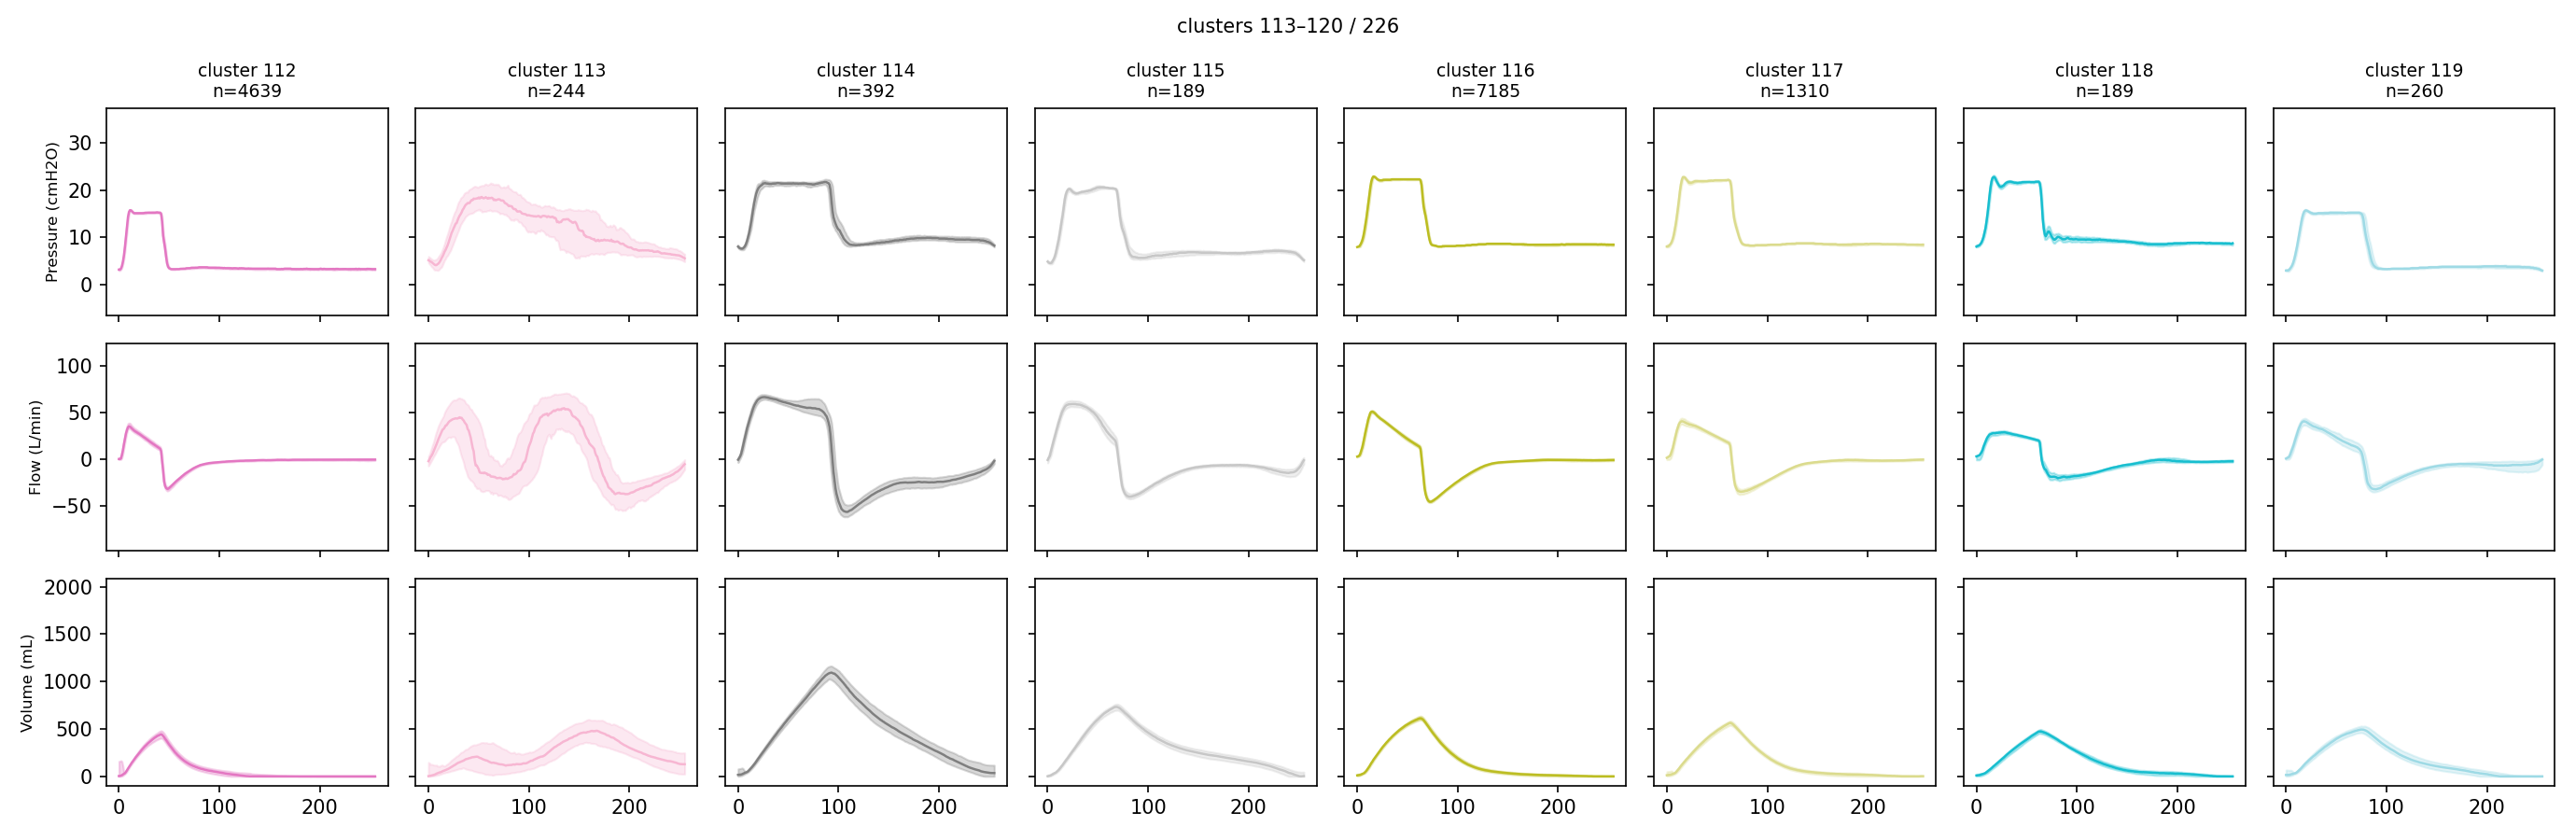 clusters 113–120 / 226
cluster 112
n=4639
cluster 113
n=244
cluster 114
n=392
cluster 115
n=189
cluster 116
n=7185
cluster 117
n=1310
cluster 118
n=189
cluster 119
n=260
Pressure (cmH2O)
30
20
10
0
Flow (L/min)
100
50
0
−50
Volume (mL)
2000
1500
1000
500
0
0 100 200
0 100 200
0 100 200
0 100 200
0 100 200
0 100 200
0 100 200
0 100 200